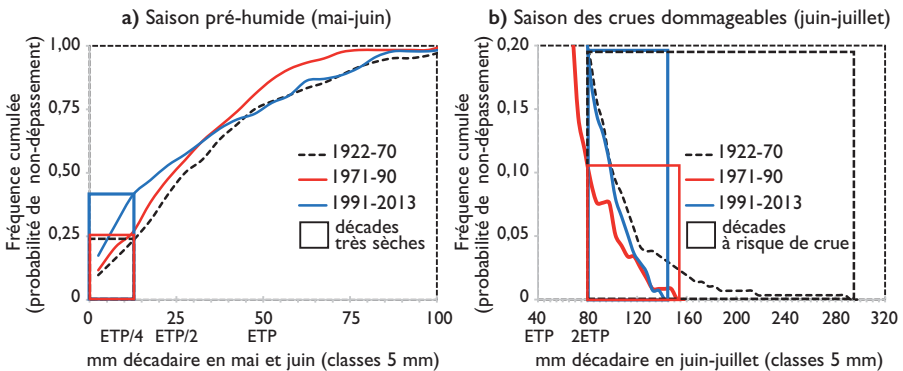 a) Saison pré-humide (mai-juin)
Fréquence cumulée
(probabilité de non-dépassement)
1,00
0,75
0,50
0,25
0
1922-70
1971-90
1991-2013
décades
très sèches
0 25 50 75 100
ETP/4 ETP/2 ETP
mm décadaire en mai et juin (classes 5 mm)
b) Saison des crues dommageables (juin-juillet)
Fréquence cumulée
(probabilité de non-dépassement)
0,20
0,15
0,10
0,05
0
1922-70
1971-90
1991-2013
décades
à risque de crue
40 80 120 160 200 240 280 320
ETP 2ETP
mm décadaire en juin-juillet (classes 5 mm)